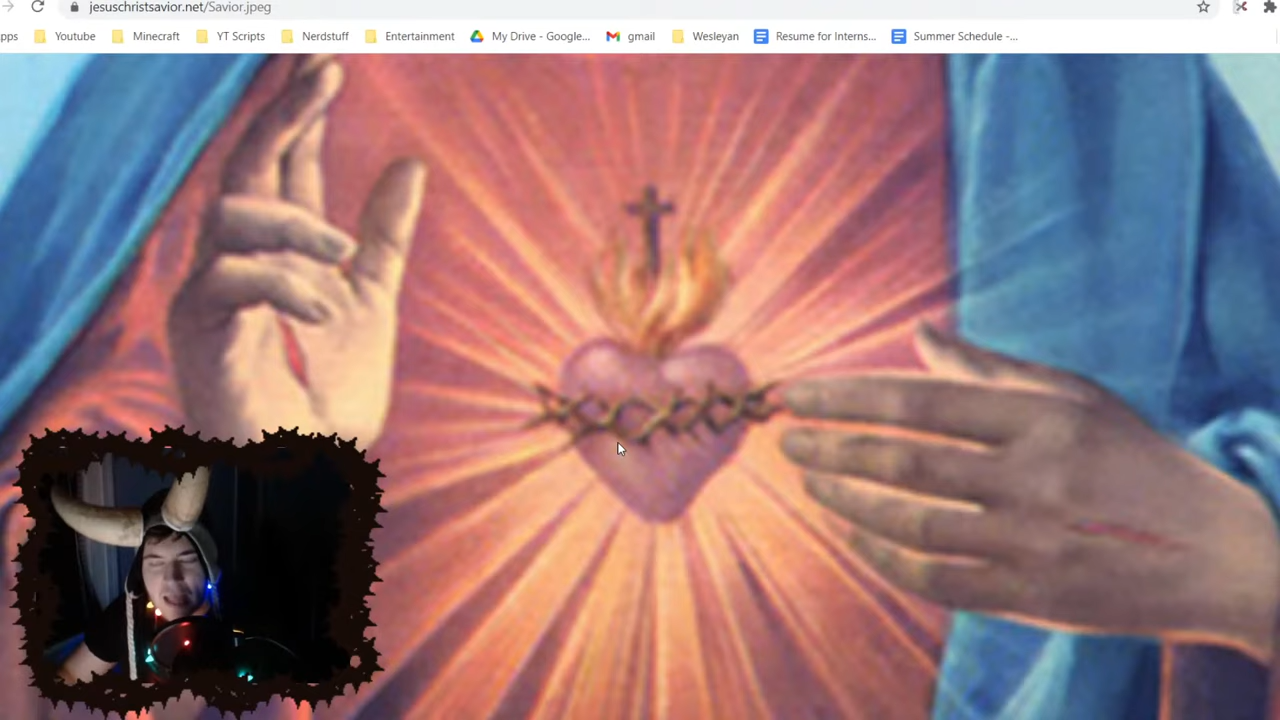 jesuschristsavior.net/Savior.jpeg
pps Youtube Minecraft YT Scripts Nerdstuff Entertainment My Drive - Google... gmail Wesleyan Resume for Interns... Summer Schedule -...